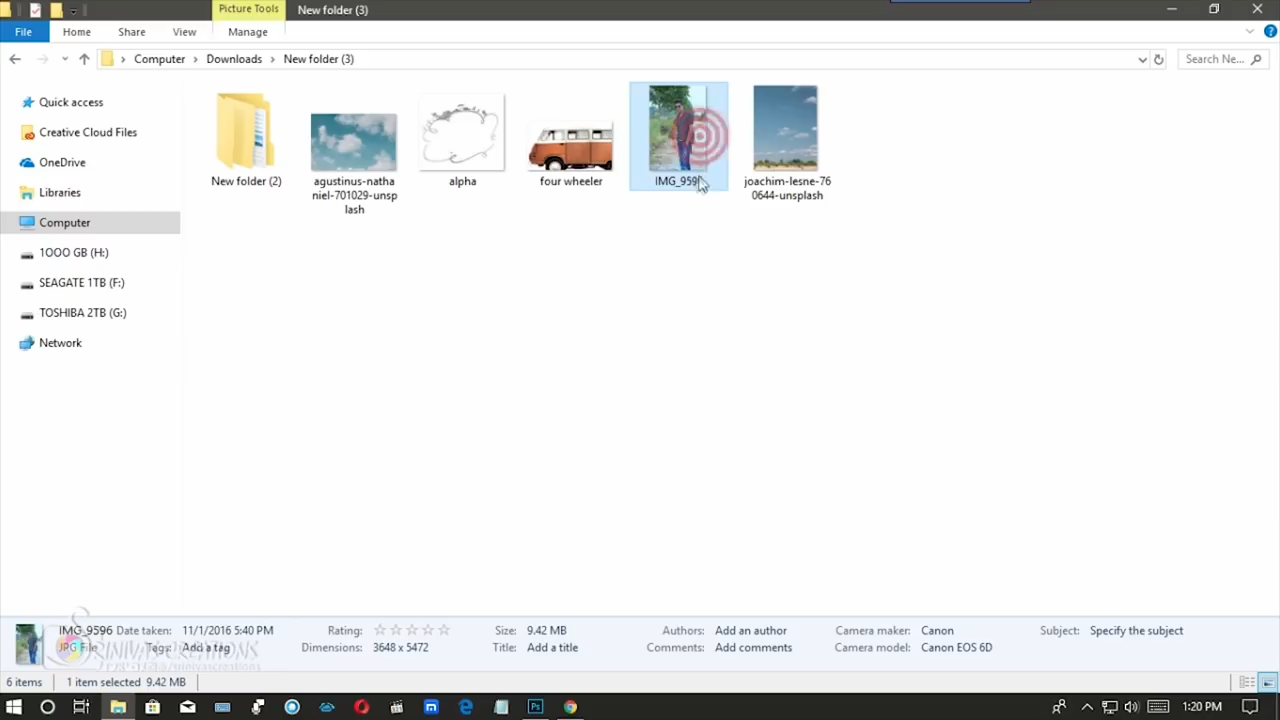 Picture Tools
New folder (3)
File
Home
Share
View
Manage
Computer
Downloads
New folder (3)
Search Ne...
Quick access
Creative Cloud Files
OneDrive
Libraries
Computer
1OOO GB (H:)
SEAGATE 1TB (F:)
TOSHIBA 2TB (G:)
Network
New folder (2)
agustinus-natha
niel-701029-unsp
lash
alpha
four wheeler
IMG_959
joachim-lesne-76
0644-unsplash
IMG_9596 Date taken: 11/1/2016 5:40 PM
Rating:
Size: 9.42 MB
Authors: Add an author
Camera maker: Canon
Subject: Specify the subject
JPG File
Tags: Add a tag
Dimensions: 3648 x 5472
Title: Add a title
Comments: Add comments
Camera model: Canon EOS 6D
6 items
1 item selected 9.42 MB
1:20 PM